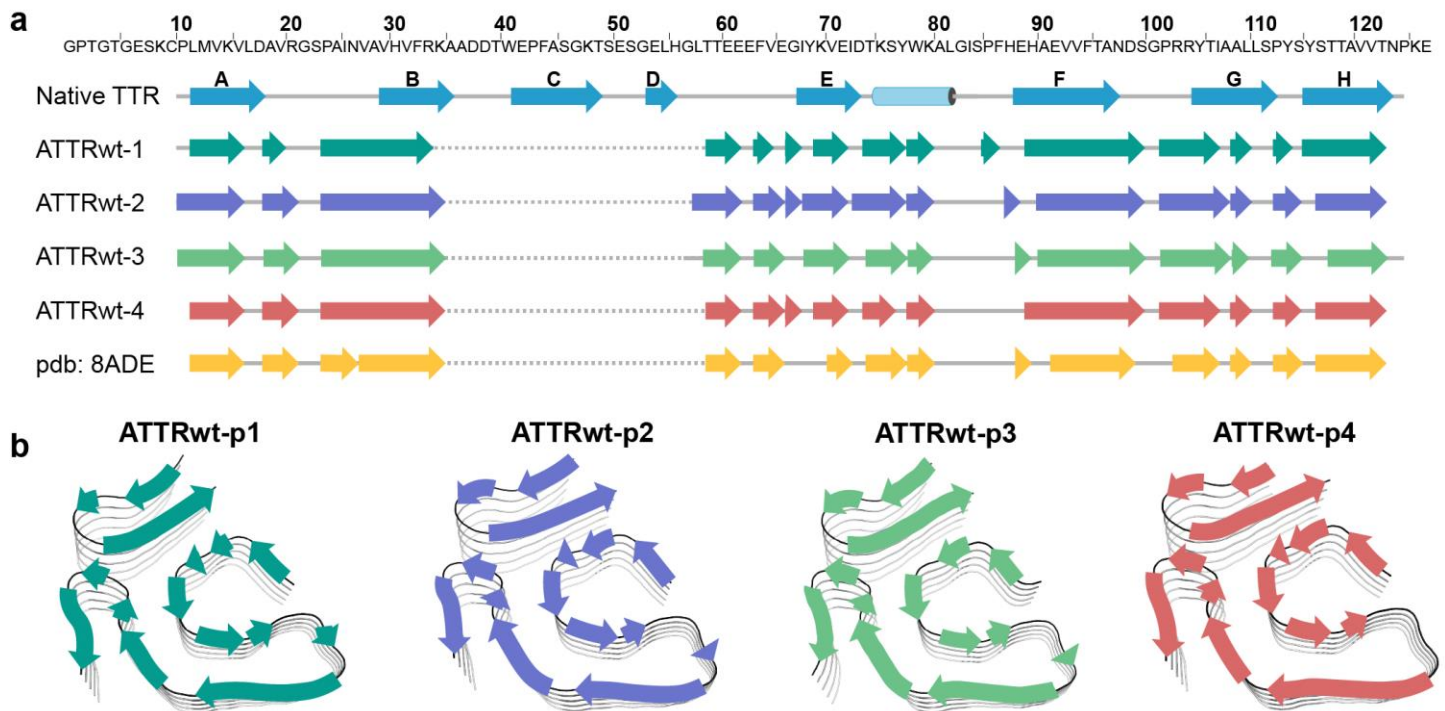 a
10 20 30 40 50 60 70 80 90 100 110 120
GPTGTGESKCPLMVKVLDAVRGSPAINVAVHVFRKAADDTWEPFASGKTSESGELHGLTTEEEFVEGIYKVEIDTKSYWKALGISPFHEHAEVVFTANDSGPRRYTIAALLSPYSYSTTAVVTNPKE
Native TTR A B C D E F G H
ATTRwt-1
ATTRwt-2
ATTRwt-3
ATTRwt-4
pdb: 8ADE
b
ATTRwt-p1 ATTRwt-p2 ATTRwt-p3 ATTRwt-p4